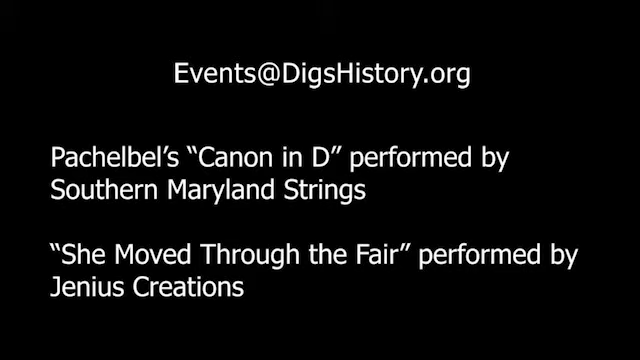 Events@DigsHistory.org
Pachelbel’s “Canon in D” performed by
Southern Maryland Strings
“She Moved Through the Fair” performed by
Jenius Creations